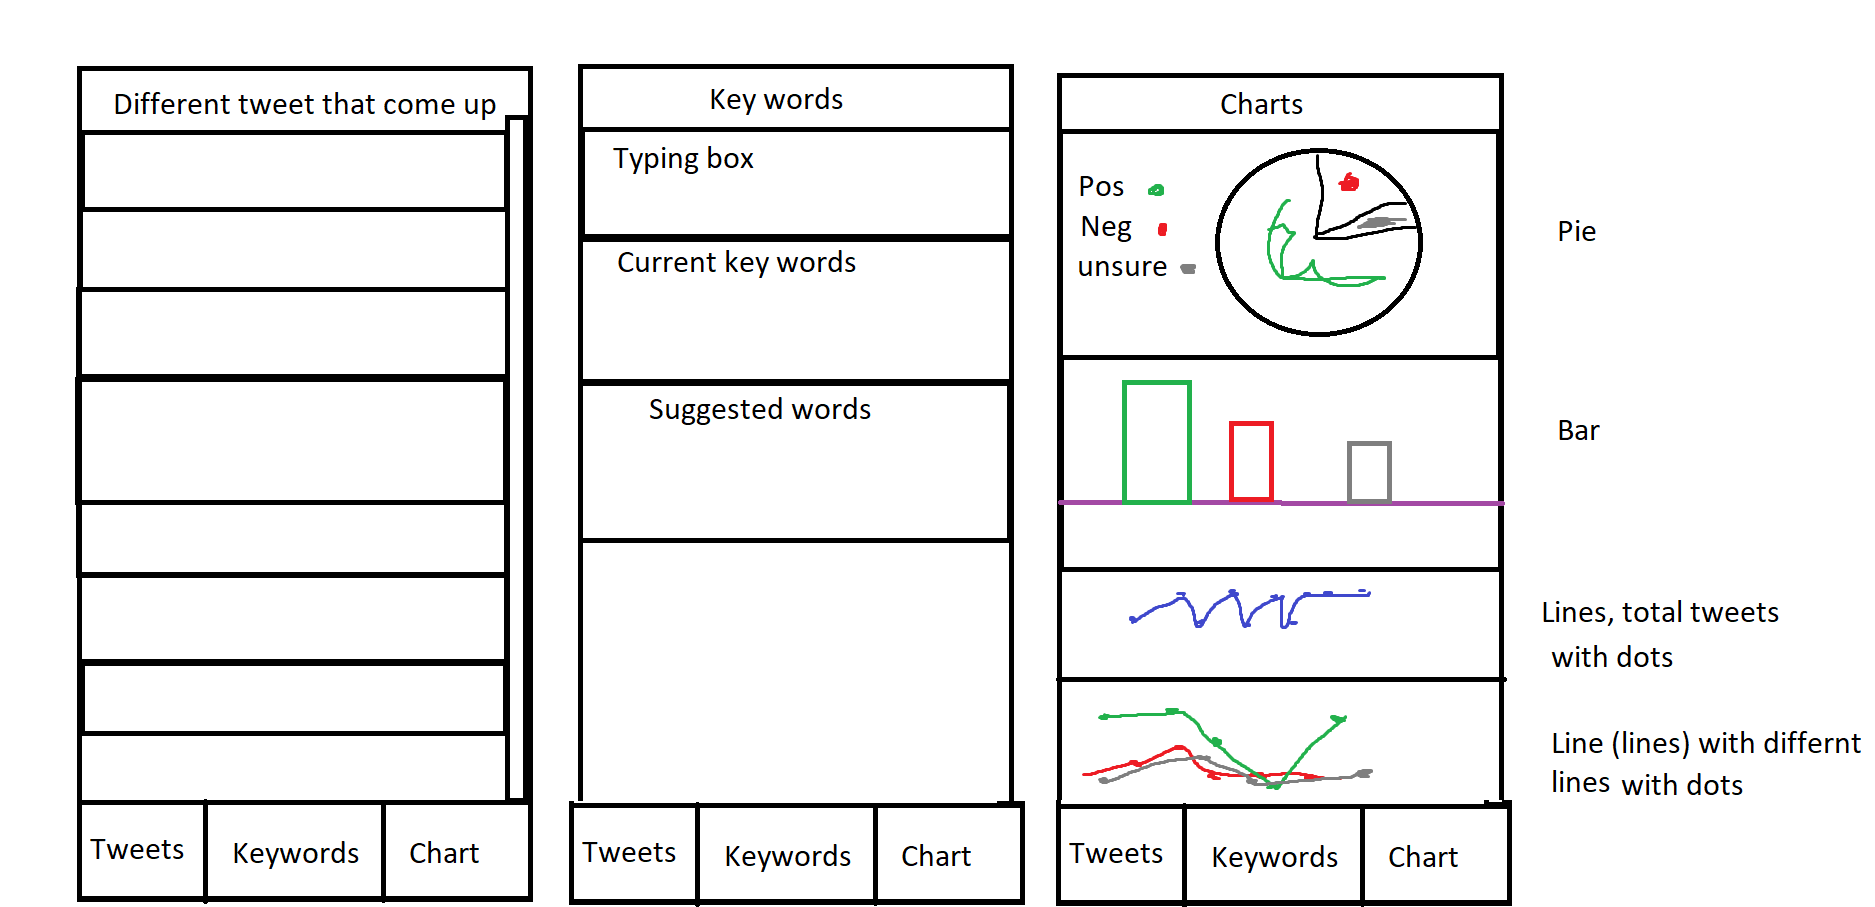 Different tweet that come up
Tweets
Keywords
Chart
Key words
Typing box
Current key words
Suggested words
Tweets
Keywords
Chart
Charts
Pos
Neg
unsure
Tweets
Keywords
Chart
Pie
Bar
Lines, total tweets
with dots
Line (lines) with differnt
lines with dots